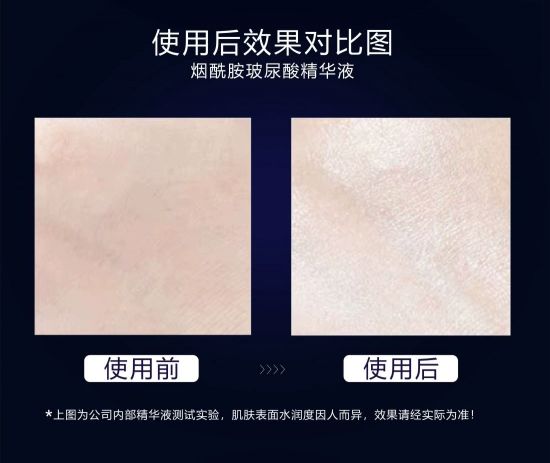 使用后效果对比图
烟酰胺玻尿酸精华液
使用前
使用后
*上图为公司内部精华液测试实验，肌肤表面水润度因人而异，效果请经实际为准！